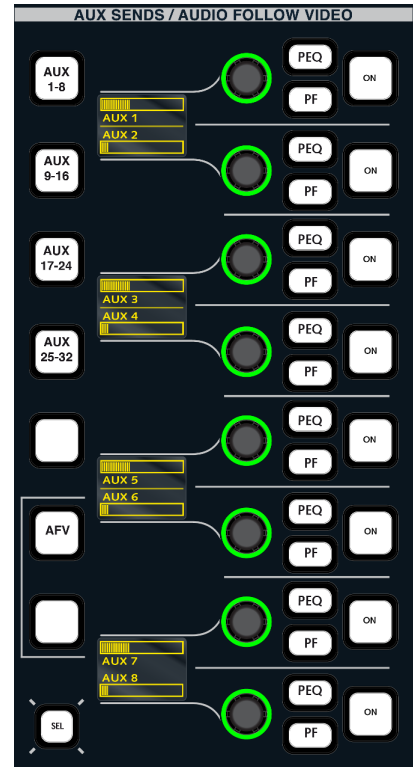 AUX SENDS / AUDIO FOLLOW VIDEO
AUX
1-8
AUX 1
AUX 2
PEQ
PF
ON
AUX
9-16
PEQ
PF
ON
AUX
17-24
AUX 3
AUX 4
PEQ
PF
ON
AUX
25-32
PEQ
PF
ON
AUX 5
AUX 6
PEQ
PF
ON
AFV
PEQ
PF
ON
AUX 7
AUX 8
PEQ
PF
ON
SEL
PEQ
PF
ON